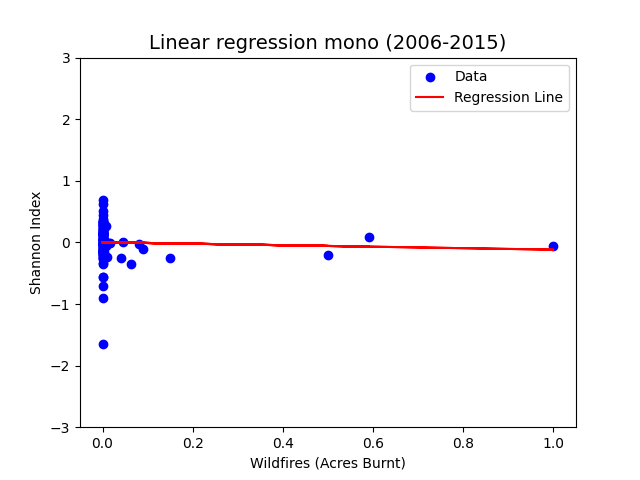 Linear regression mono (2006-2015)
Data
Regression Line
3
2
1
0
−1
−2
−3
Shannon Index
0.0 0.2 0.4 0.6 0.8 1.0
Wildfires (Acres Burnt)